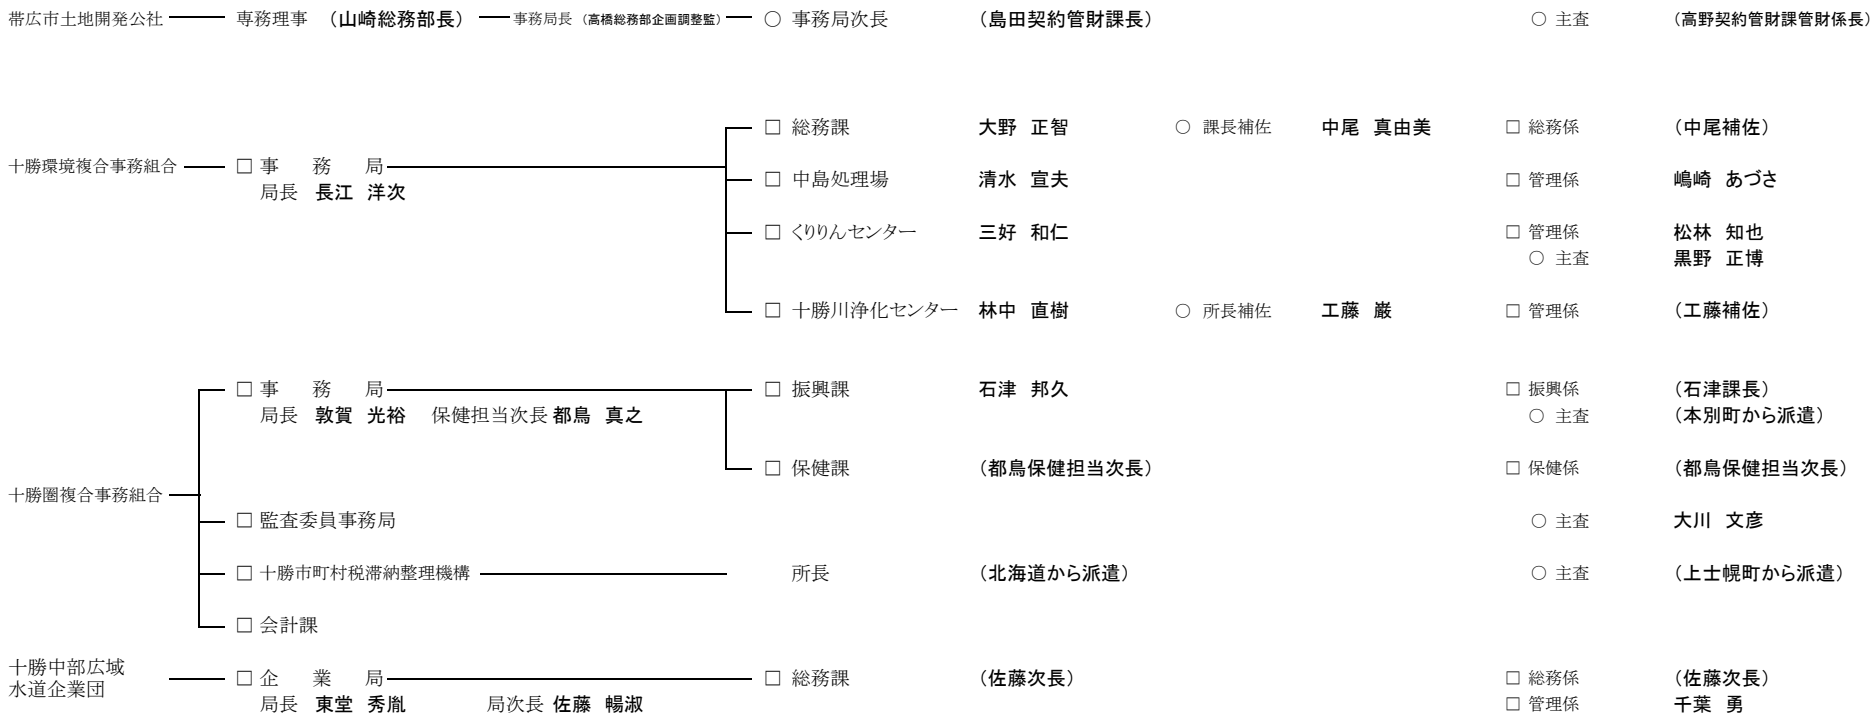 帯広市土地開発公社 専務理事 （山崎総務部長） 事務局長 （高橋総務部企画調整監） ○ 事務局次長 （島田契約管財課長） ○ 主査 （高野契約管財課管財係長）
□ 総務課 大野 正智 ○ 課長補佐 中尾 真由美 □ 総務係 （中尾補佐）
十勝環境複合事務組合 □ 事 務 局
□ 中島処理場 清水 宣夫 □ 管理係 嶋崎 あづさ
局長 長江 洋次
□ くりりんセンター 三好 和仁 □ 管理係 松林 知也
○ 主査 黒野 正博
□ 十勝川浄化センター 林中 直樹 ○ 所長補佐 工藤 巌 □ 管理係 （工藤補佐）
□ 事 務 局 □ 振興課 石津 邦久 □ 振興係 （石津課長）
局長 敦賀 光裕 保健担当次長 都鳥 真之 ○ 主査 （本別町から派遣）
□ 保健課 （都鳥保健担当次長） □ 保健係 （都鳥保健担当次長）
十勝圏複合事務組合
□ 監査委員事務局 ○ 主査 大川 文彦
□ 十勝市町村税滞納整理機構 所長 （北海道から派遣） ○ 主査 （上士幌町から派遣）
□ 会計課
十勝中部広域
水道企業団 □ 企 業 局 □ 総務課 （佐藤次長） □ 総務係 （佐藤次長）
局長 東堂 秀胤 局次長 佐藤 暢淑 □ 管理係 千葉 勇